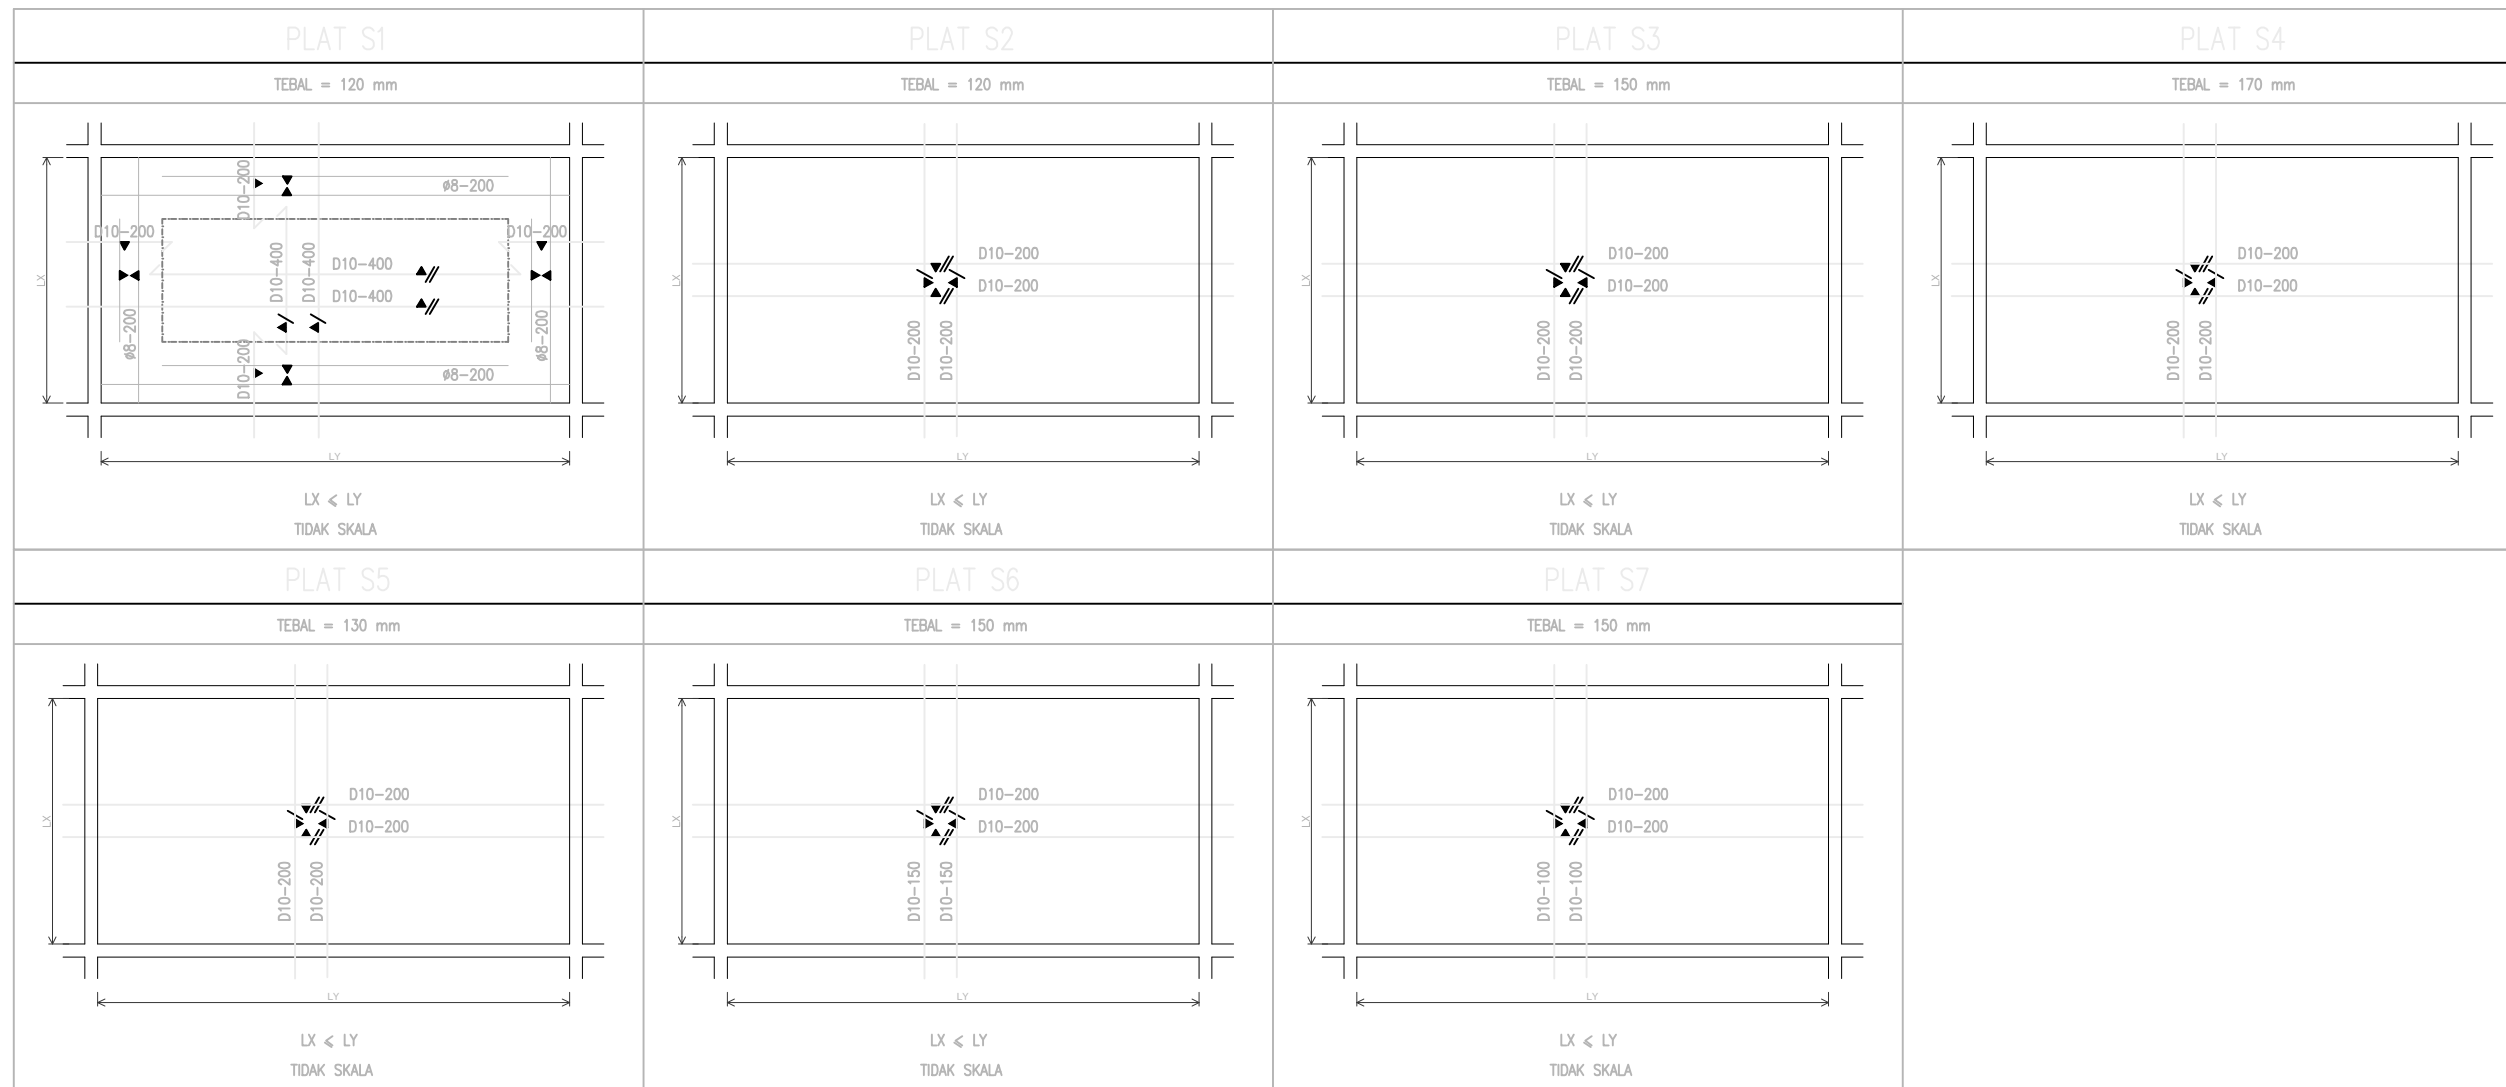 PLAT S1
TEBAL = 120 mm
D10-200
ø8-200
D10-200
D10-200
D10-400
D10-400
D10-400
D10-400
LX
ø8-200
ø8-200
D10-200
ø8-200
LY
LX ⩽ LY
TIDAK SKALA
PLAT S2
TEBAL = 120 mm
D10-200
D10-200
LX
D10-200
D10-200
LY
LX ⩽ LY
TIDAK SKALA
PLAT S3
TEBAL = 150 mm
D10-200
D10-200
LX
D10-200
D10-200
LY
LX ⩽ LY
TIDAK SKALA
PLAT S4
TEBAL = 170 mm
D10-200
D10-200
LX
D10-200
D10-200
LY
LX ⩽ LY
TIDAK SKALA
PLAT S5
TEBAL = 130 mm
D10-200
D10-200
LX
D10-200
D10-200
LY
LX ⩽ LY
TIDAK SKALA
PLAT S6
TEBAL = 150 mm
D10-200
D10-200
LX
D10-150
D10-150
LY
LX ⩽ LY
TIDAK SKALA
PLAT S7
TEBAL = 150 mm
D10-200
D10-200
LX
D10-100
D10-100
LY
LX ⩽ LY
TIDAK SKALA